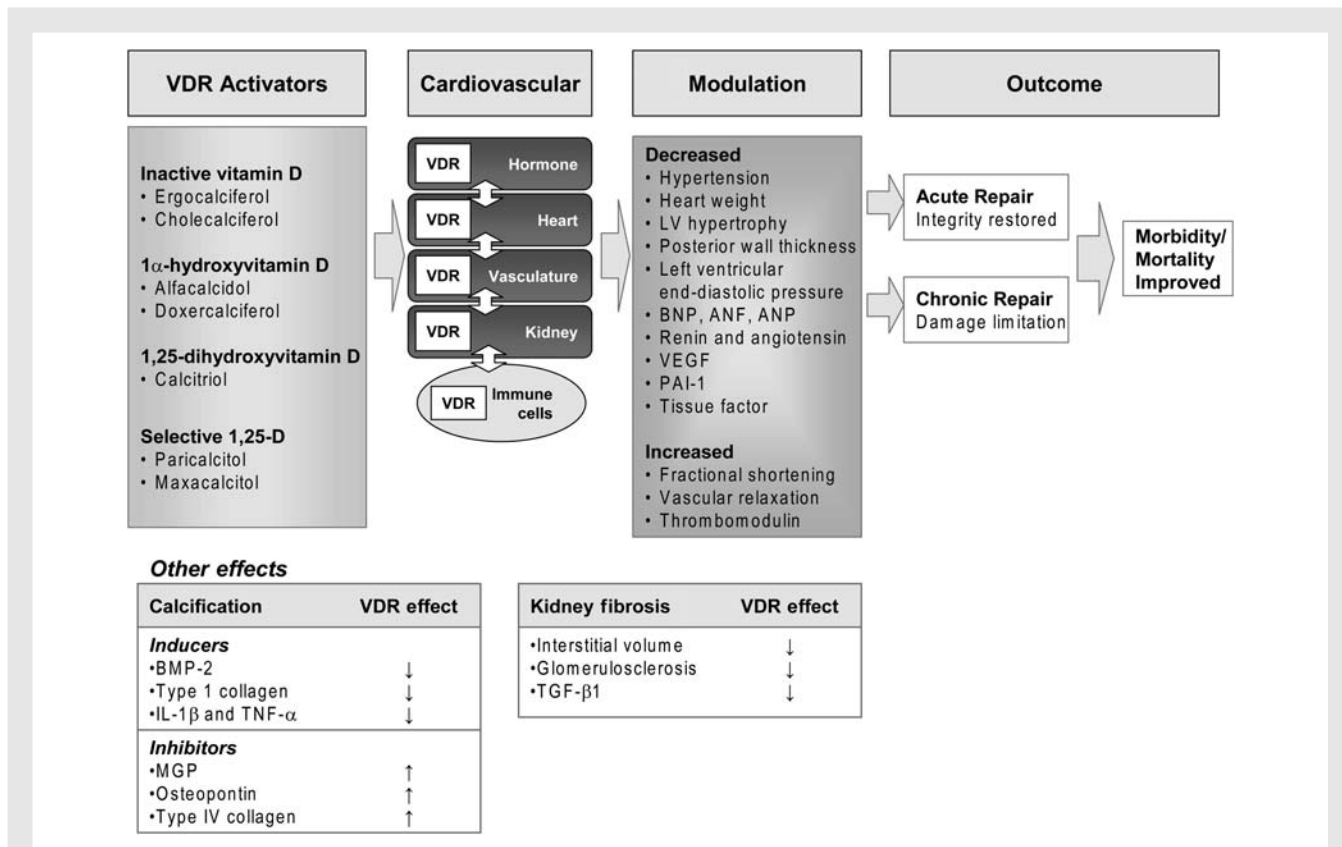 VDR Activators
Inactive vitamin D
• Ergocalciferol
• Cholecalciferol
1α-hydroxyvitamin D
• Alfacalcidol
• Doxercalciferol
1,25-dihydroxyvitamin D
• Calcitriol
Selective 1,25-D
• Paricalcitol
• Maxacalcitol
Cardiovascular
VDR Hormone
VDR Heart
VDR Vasculature
VDR Kidney
VDR Immune
cells
Modulation
Decreased
• Hypertension
• Heart weight
• LV hypertrophy
• Posterior wall thickness
• Left ventricular
end-diastolic pressure
• BNP, ANF, ANP
• Renin and angiotensin
• VEGF
• PAI-1
• Tissue factor
Increased
• Fractional shortening
• Vascular relaxation
• Thrombomodulin
Outcome
Acute Repair
Integrity restored
Chronic Repair
Damage limitation
Morbidity/
Mortality
Improved
Other effects
Calcification VDR effect
Inducers
•BMP-2 ↓
•Type 1 collagen ↓
•IL-1β and TNF-α ↓
Inhibitors
•MGP ↑
•Osteopontin ↑
•Type IV collagen ↑
Kidney fibrosis VDR effect
•Interstitial volume ↓
•Glomerulosclerosis ↓
•TGF-β1 ↓